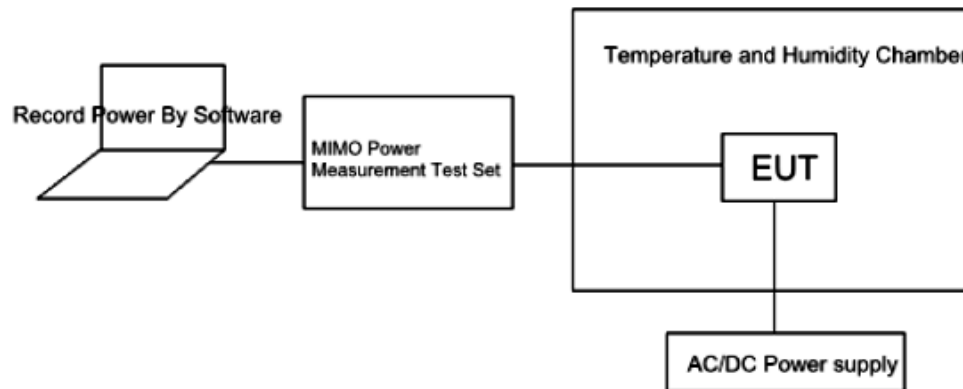 Temperature and Humidity Chamber
Record Power By Software
MIMO Power
Measurement Test Set
EUT
AC/DC Power supply